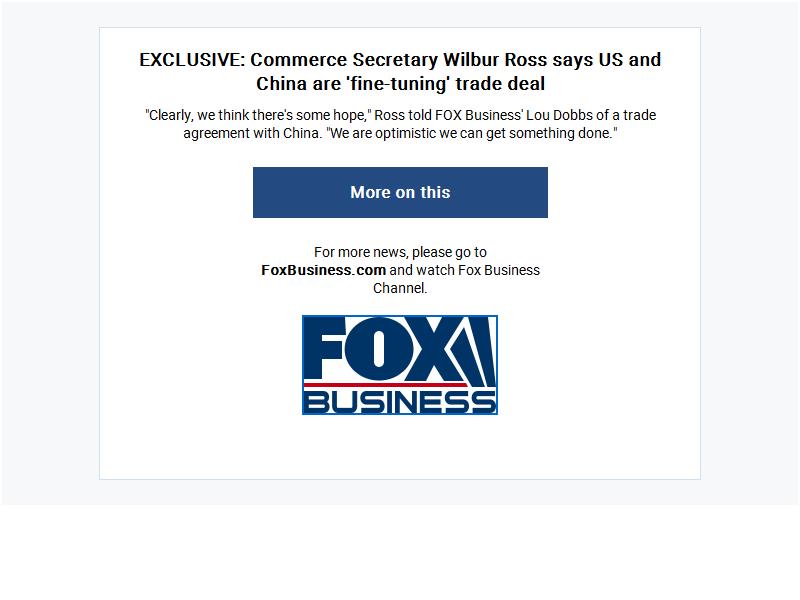 EXCLUSIVE: Commerce Secretary Wilbur Ross says US and
China are 'fine-tuning' trade deal
"Clearly, we think there's some hope," Ross told FOX Business' Lou Dobbs of a trade
agreement with China. "We are optimistic we can get something done."
More on this
For more news, please go to
FoxBusiness.com and watch Fox Business
Channel.
FOX
BUSINESS